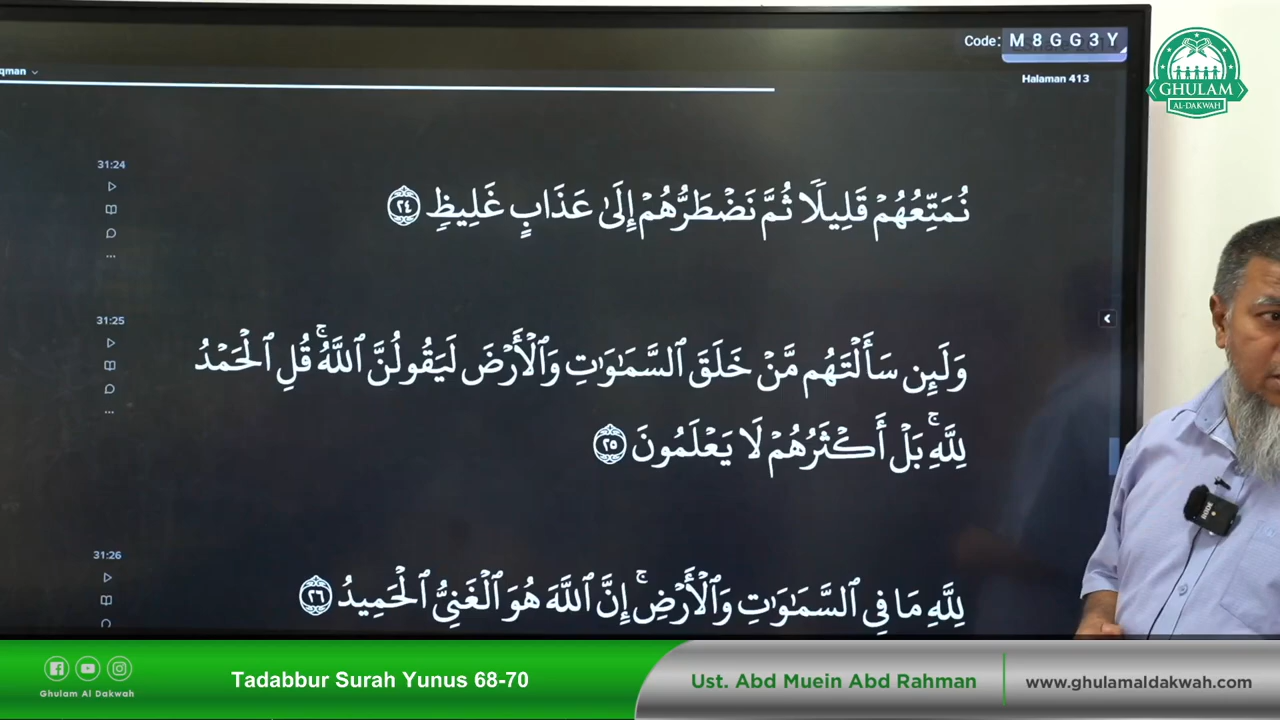 Code: M 8 G G 3 Y
Halaman 413
qman
GHULAM
AL-DAKWAH
31:24
نُمَتِّعُهُمْ قَلِيلًا ثُمَّ نَضْطَرُّهُمْ إِلَىٰ عَذَابٍ غَلِيظٍ ٢٤
31:25
وَلَئِن سَأَلْتَهُم مَّنْ خَلَقَ ٱلسَّمَـٰوَٰتِ وَٱلْأَرْضَ لَيَقُولُنَّ ٱللَّهُ ۚ قُلِ ٱلْحَمْدُ
لِلَّهِ ۚ بَلْ أَكْثَرُهُمْ لَا يَعْلَمُونَ ٢٥
31:26
لِلَّهِ مَا فِى ٱلسَّمَـٰوَٰتِ وَٱلْأَرْضِ ۚ إِنَّ ٱللَّهَ هُوَ ٱلْغَنِىُّ ٱلْحَمِيدُ ٢٦
Ghulam Al Dakwah
Tadabbur Surah Yunus 68-70
Ust. Abd Muein Abd Rahman
www.ghulamaldakwah.com